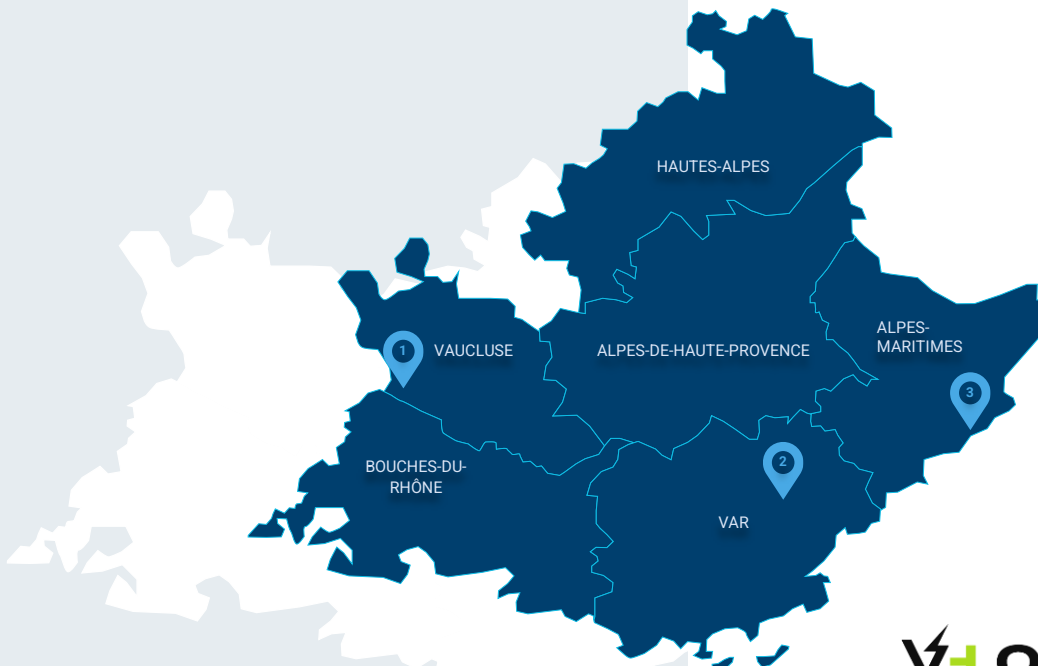 HAUTES-ALPES
ALPES-
MARITIMES
1
VAUCLUSE
ALPES-DE-HAUTE-PROVENCE
3
2
BOUCHES-DU-
RHÔNE
VAR